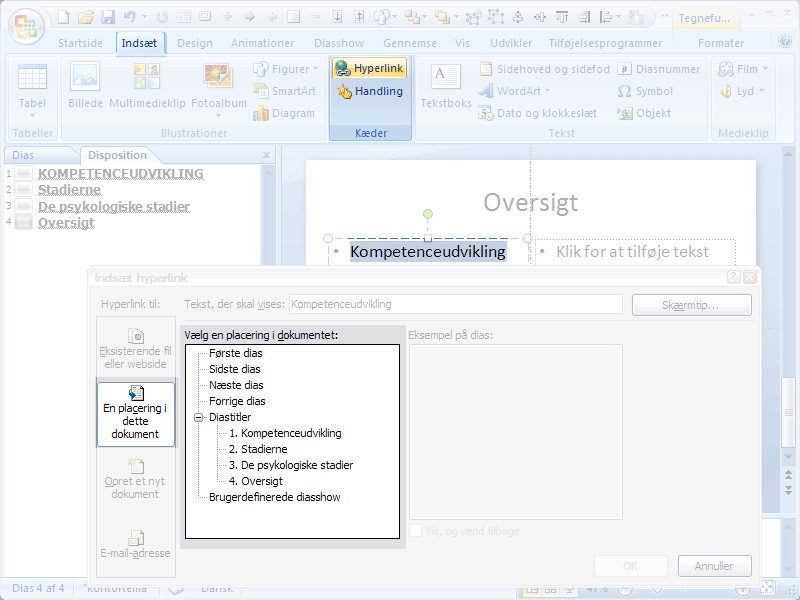 Tegnefu...
Startside Indsæt Design Animationer Diasshow Gennemse Vis Udvikler Tilføjelsesprogrammer Formater
Tabel
Tabeller
Billede Multimedieklip Fotoalbum
Figurer
SmartArt
Diagram
Illustrationer
Hyperlink
Handling
Kæder
Tekstboks
Sidehoved og sidefod
WordArt
Dato og klokkeslæt
Diasnummer
Symbol
Objekt
Tekst
Film
Lyd
Medieklip
Dias Disposition x
1 KOMPETENCEUDVIKLING
2 Stadierne
3 De psykologiske stadier
4 Oversigt
Oversigt
• Kompetenceudvikling
• Klik for at tilføje tekst
Indsæt hyperlink
Hyperlink til:
Tekst, der skal vises: Kompetenceudvikling
Skærmtip...
Eksisterende fil
eller webside
En placering i
dette
dokument
Opret et nyt
dokument
E-mail-adresse
Vælg en placering i dokumentet:
Første dias
Sidste dias
Næste dias
Forrige dias
Diastitler
1. Kompetenceudvikling
2. Stadierne
3. De psykologiske stadier
4. Oversigt
Brugerdefinerede diasshow
Eksempel på dias:
Vis, og vend tilbage
OK
Annuller
Dias 4 af 4 "Kontortema" Dansk 47%